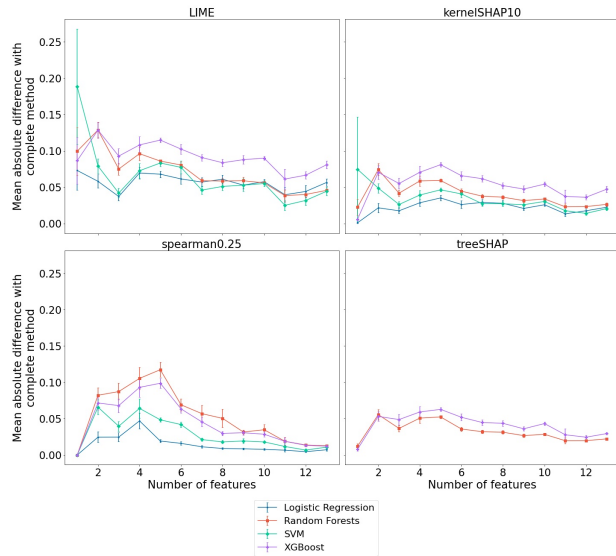 LIME
kernelSHAP10
Mean absolute difference with
complete method
0.25
0.20
0.15
0.10
0.05
0.00
spearman0.25
treeSHAP
Mean absolute difference with
complete method
0.25
0.20
0.15
0.10
0.05
0.00
2 4 6 8 10 12
2 4 6 8 10 12
Number of features
Number of features
Logistic Regression
Random Forests
SVM
XGBoost